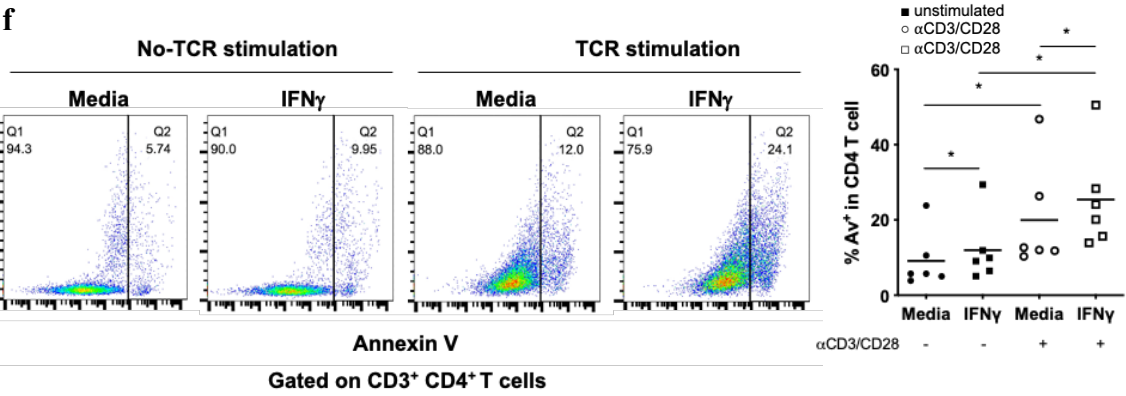 f
No-TCR stimulation
TCR stimulation
Media
IFNγ
Media
IFNγ
Q1
94.3
Q2
5.74
Q1
90.0
Q2
9.95
Q1
88.0
Q2
12.0
Q1
75.9
Q2
24.1
Annexin V
Gated on CD3⁺ CD4⁺ T cells
■ unstimulated
○ αCD3/CD28
□ αCD3/CD28
*
*
*
*
% Av⁺ in CD4 T cell
60
40
20
0
Media IFNγ Media IFNγ
αCD3/CD28 - - + +